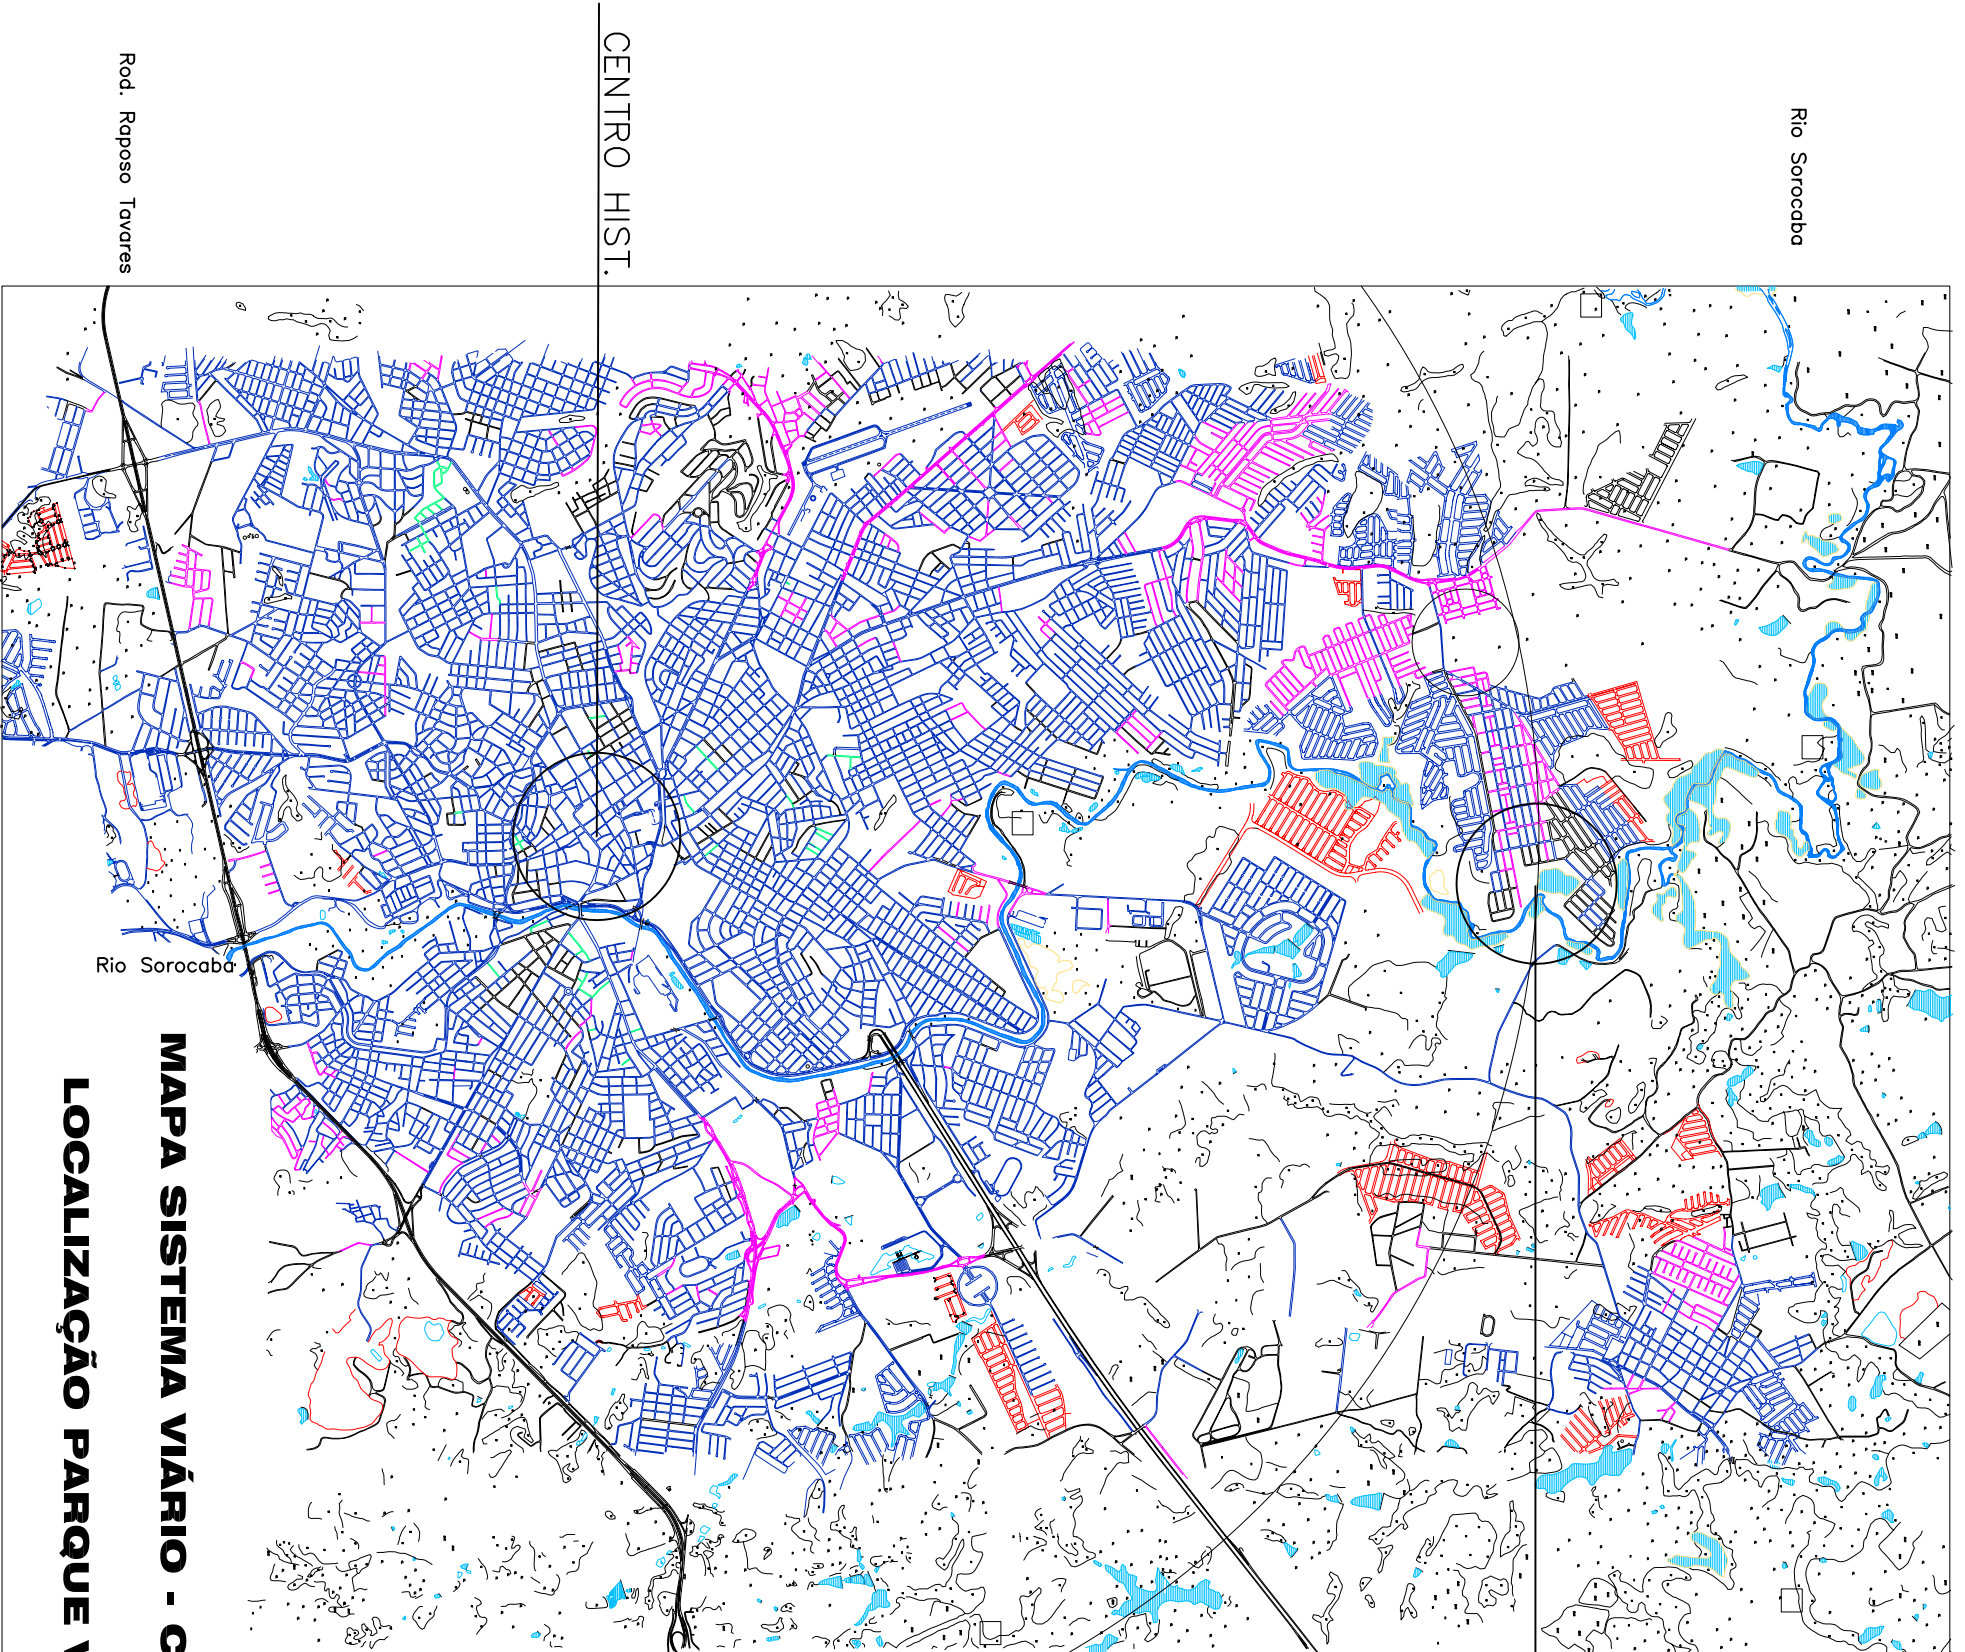 Rio Sorocaba
CENTRO HIST.
Rod. Raposo Tavares
Rio Sorocaba
MAPA SISTEMA VIÁRIO - C
LOCALIZAÇÃO PARQUE V